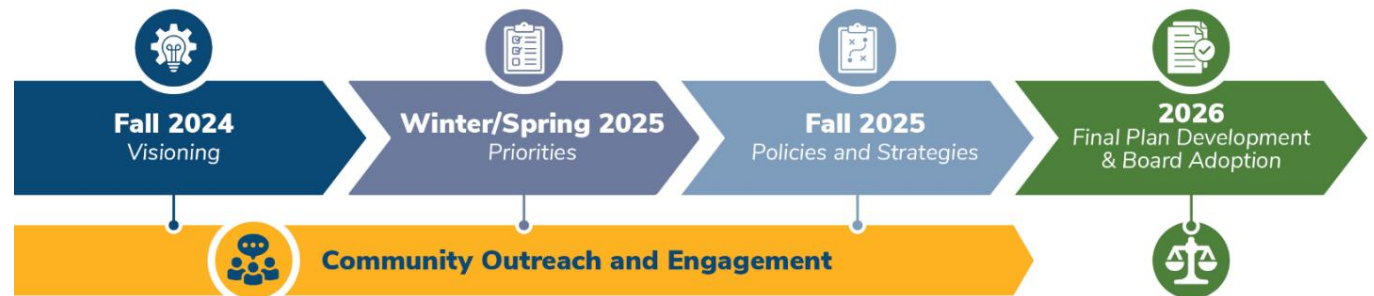 Fall 2024
Visioning
Winter/Spring 2025
Priorities
Fall 2025
Policies and Strategies
2026
Final Plan Development
& Board Adoption
Community Outreach and Engagement